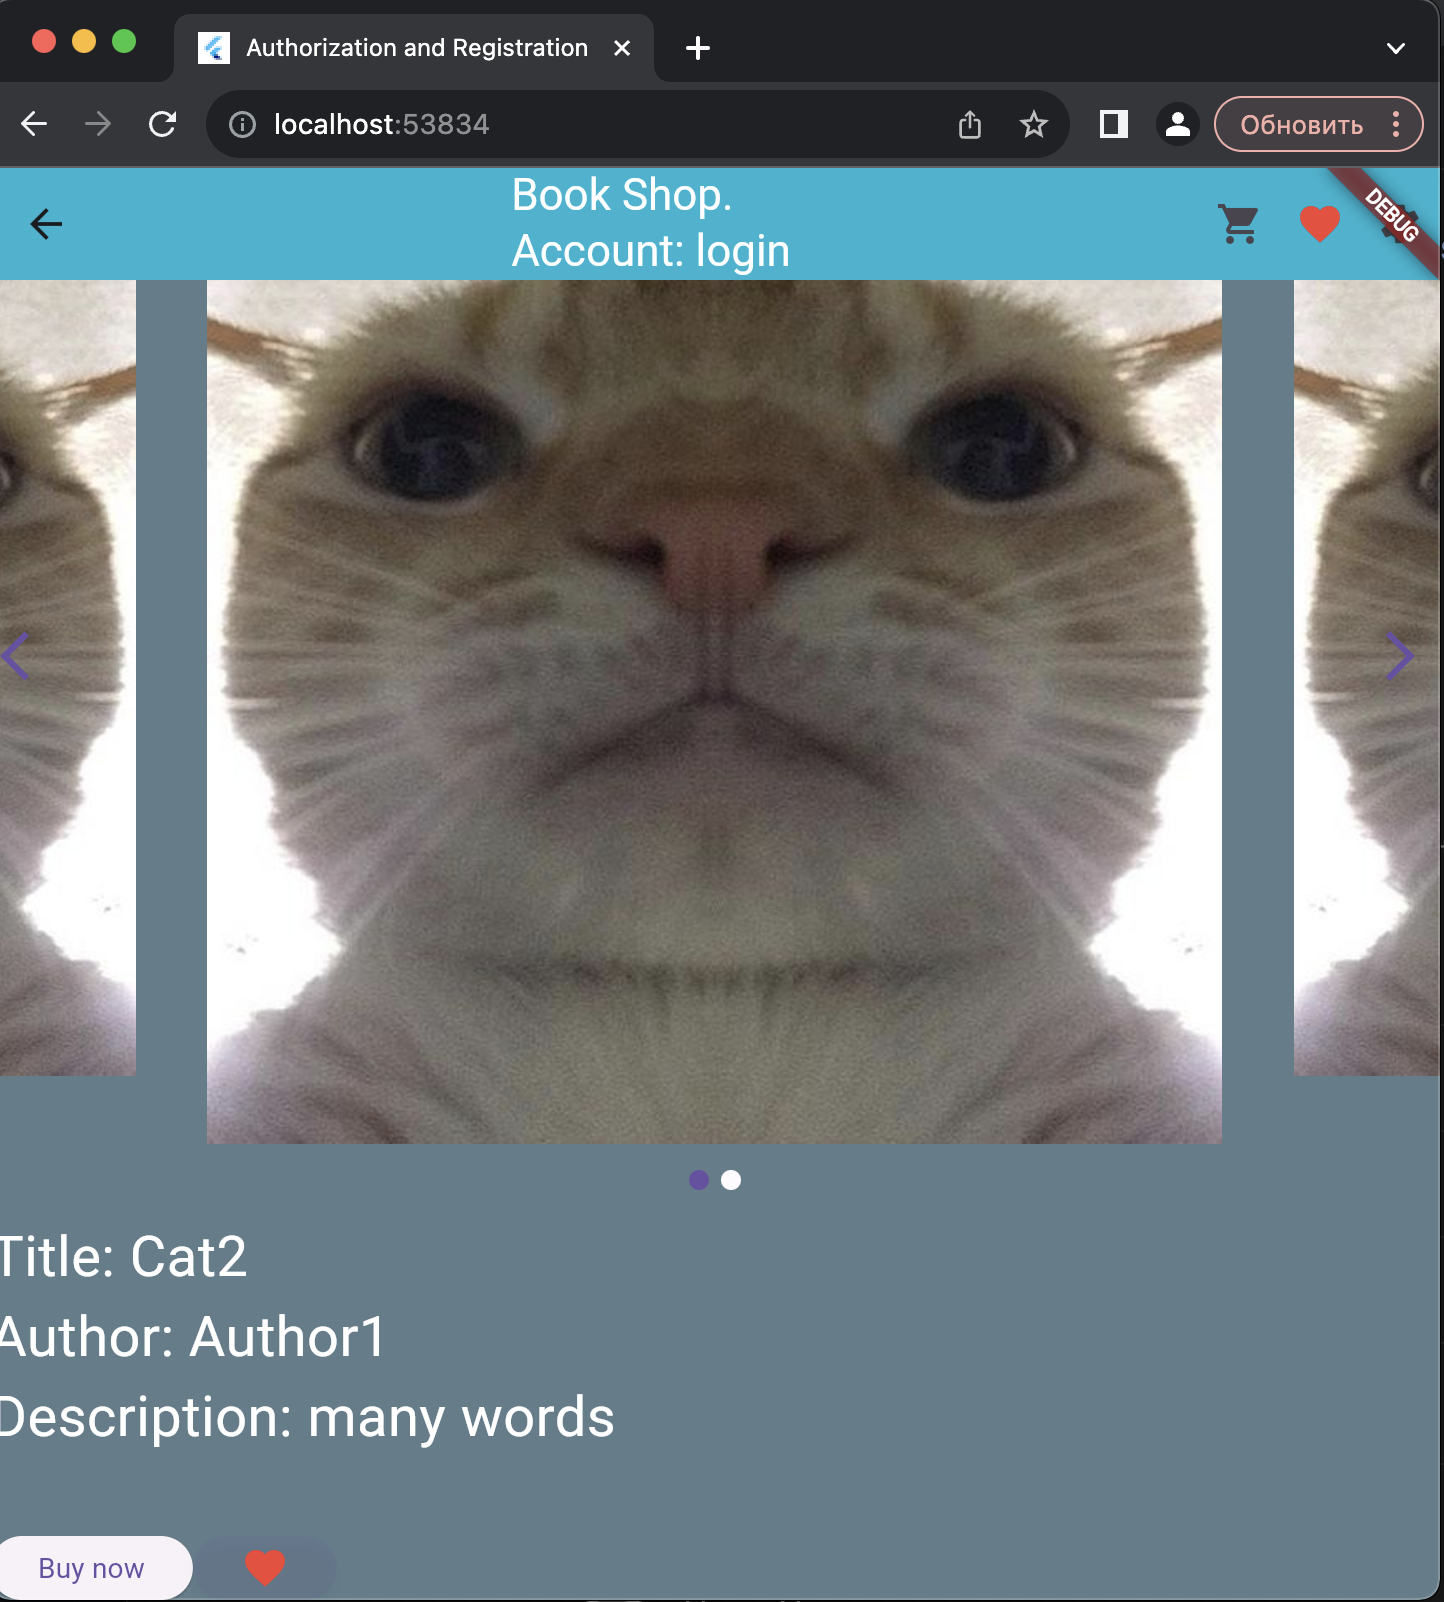 Authorization and Registration
localhost:53834
Обновить
Book Shop.
Account: login
DEBUG
Title: Cat2
Author: Author1
Description: many words
Buy now